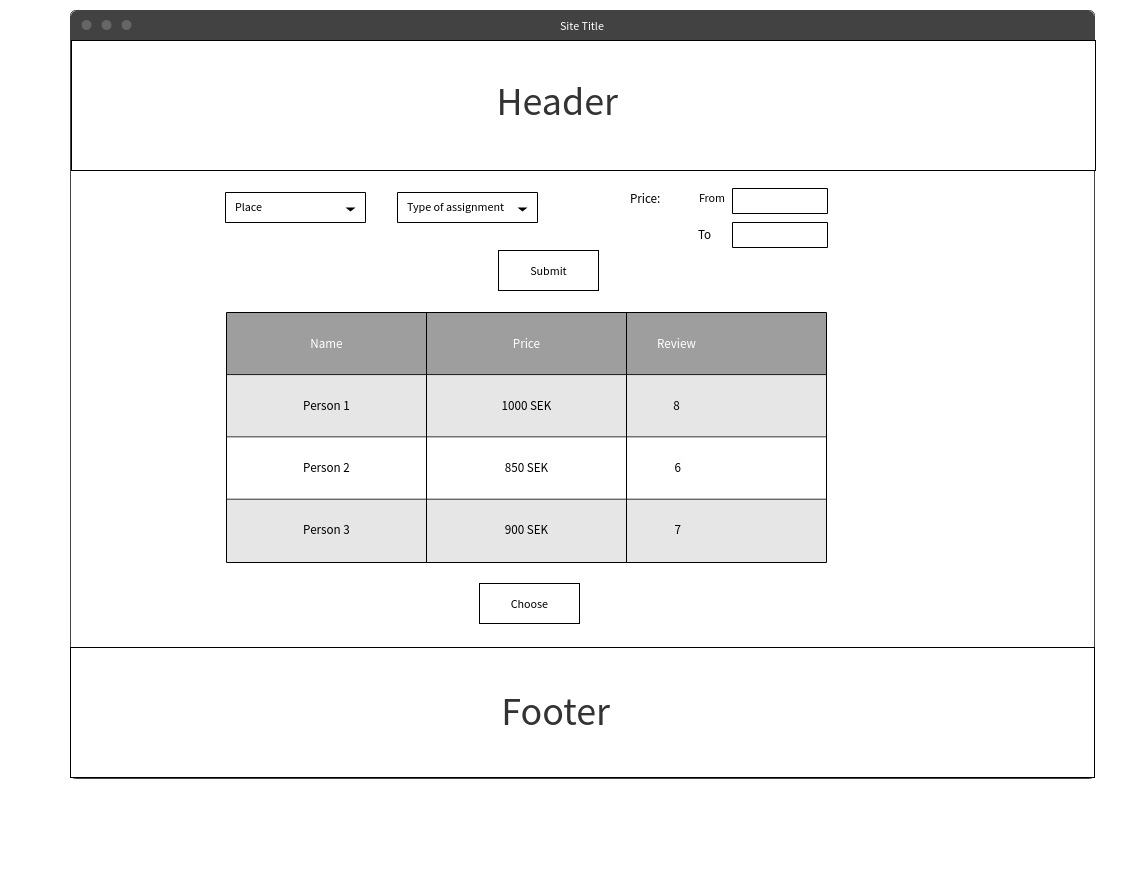 Site Title
Header
Place
Type of assignment
Price:
From
To
Submit
Name Price Review
Person 1 1000 SEK 8
Person 2 850 SEK 6
Person 3 900 SEK 7
Choose
Footer